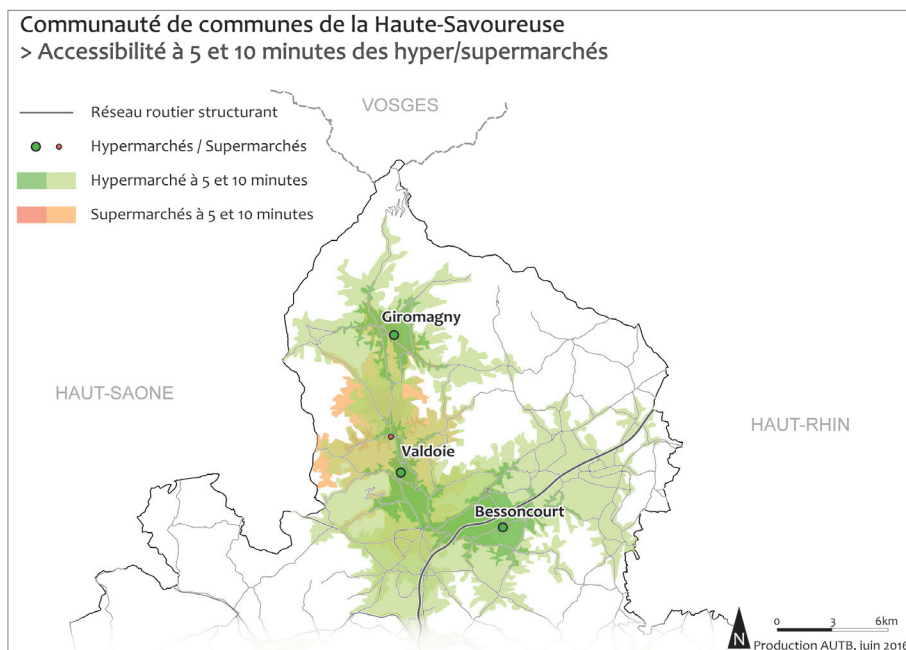 Communauté de communes de la Haute-Savoureuse
> Accessibilité à 5 et 10 minutes des hyper/supermarchés
VOSGES
Réseau routier structurant
Hypermarchés / Supermarchés
Hypermarché à 5 et 10 minutes
Supermarchés à 5 et 10 minutes
Giromagny
HAUT-SAONE
HAUT-RHIN
Valdoie
Bessoncourt
N
0 3 6km
Production AUTB, juin 2016